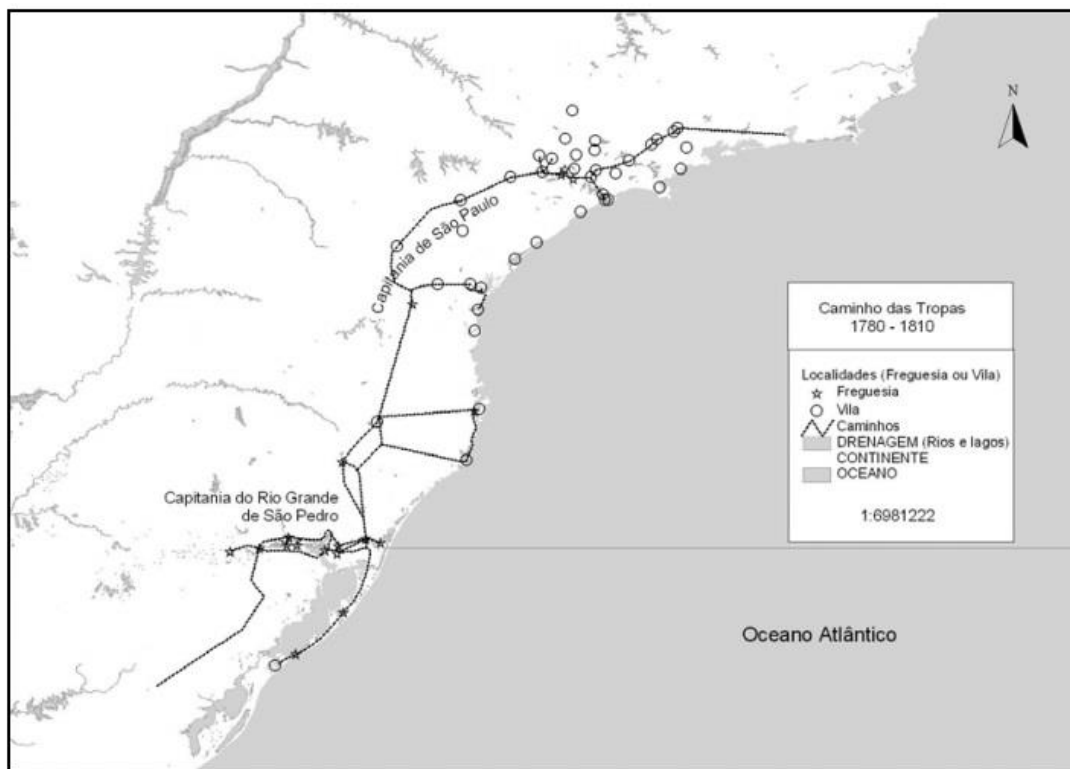 N
Capitania de São Paulo
Caminho das Tropas
1780 - 1810
Localidades (Freguesia ou Vila)
Freguesia
Vila
Caminhos
DRENAGEM (Rios e lagos)
CONTINENTE
OCEANO
1:6981222
Capitania do Rio Grande
de São Pedro
Oceano Atlântico